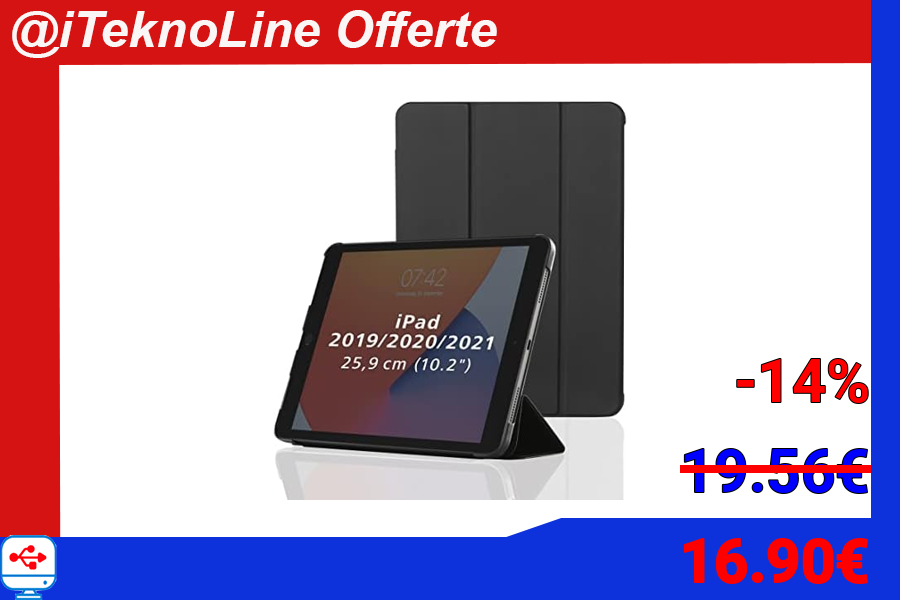 @iTeknoLine Offerte
07:42
iPad
2019/2020/2021
25,9 cm (10.2")
-14%
19.56€
16.90€